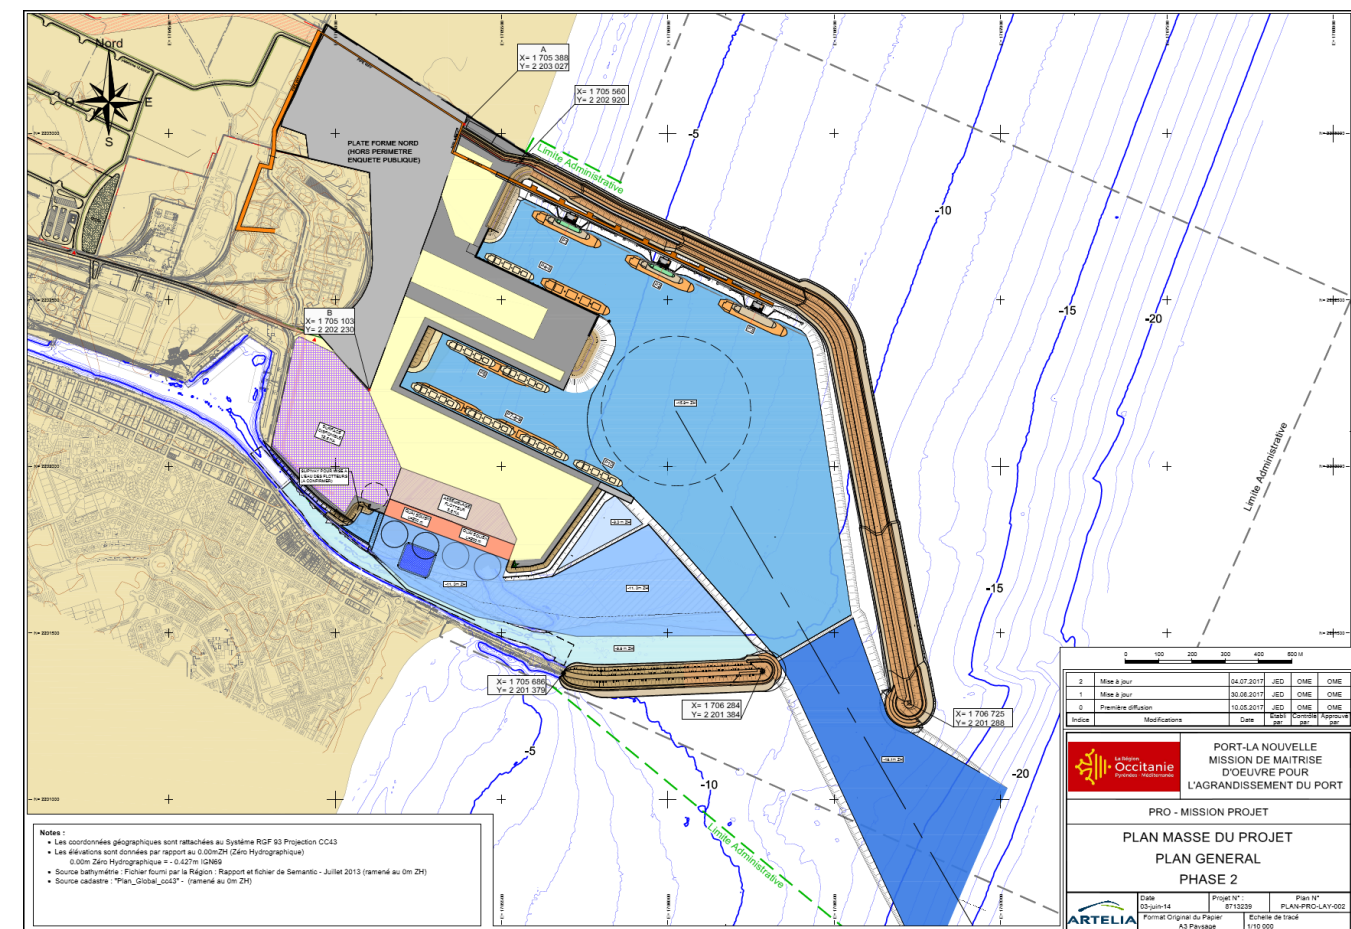 Nord
E
S
A
X= 1 705 388
Y= 2 203 027
X= 1 705 560
Y= 2 202 920
PLATE FORME NORD
(HORS PERIMETRE
ENQUETE PUBLIQUE)
Limite Administrative
-5
-10
-15
-20
B
X= 1 705 103
Y= 2 202 230
Limite Administrative
-15
-20
X= 1 705 686
Y= 2 201 379
X= 1 706 284
Y= 2 201 384
X= 1 706 725
Y= 2 201 288
-5
-10
Limite Administrative
Notes :
• Les coordonnées géographiques sont rattachées au Système RGF 93 Projection CC43
• Les élévations sont données par rapport au 0.00mZH (Zéro Hydrographique)
0.00m Zéro Hydrographique = - 0.427m IGN69
• Source bathymétrie : Fichier fourni par la Région : Rapport et fichier de Semantic - Juillet 2013 (ramené au 0m ZH)
• Source cadastre : "Plan_Global_cc43" - (ramené au 0m ZH)
0 100 200 300 400 500 M
2 Mise à jour 04.07.2017 JED OME OME
1 Mise à jour 30.06.2017 JED OME OME
0 Première diffusion 10.05.2017 JED OME OME
Indice Modifications Date Etabli par Contrôlé par Approuvé par
La Région
Occitanie
Pyrénées - Méditerranée
PORT-LA NOUVELLE
MISSION DE MAITRISE
D'OEUVRE POUR
L'AGRANDISSEMENT DU PORT
PRO - MISSION PROJET
PLAN MASSE DU PROJET
PLAN GENERAL
PHASE 2
ARTELIA
Date
03-juin-14
Projet N° :
8713239
Plan N°
PLAN-PRO-LAY-002
Format Original du Papier
A3 Paysage
Echelle de tracé
1/10 000